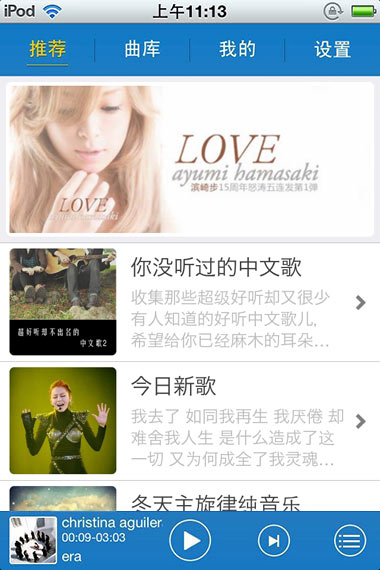 iPod 上午11:13
推荐 曲库 我的 设置
LOVE
ayumi hamasaki
滨崎步15周年怒涛五连发第1弹
LOVE
ayumi hamasaki
你没听过的中文歌
收集那些超级好听却又很少
有人知道的好听中文歌儿,
希望给你已经麻木的耳朵...
超好听却不出名的
中文歌2
今日新歌
我去了 如同我再生 我厌倦 却
难舍我人生 是什么造成了这
一切 又为何成全了我灵魂...
冬天主旋律纯音乐
christina aguiler
00:09-03:03
era